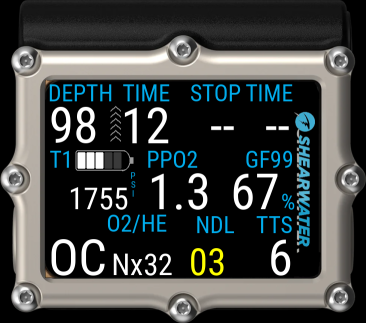 DEPTH TIME STOP TIME
98 12 -- --
T1 PPO2 GF99
1755 PSI 1.3 67%
O2/HE NDL TTS
OC Nx32 03 6
SHEARWATER